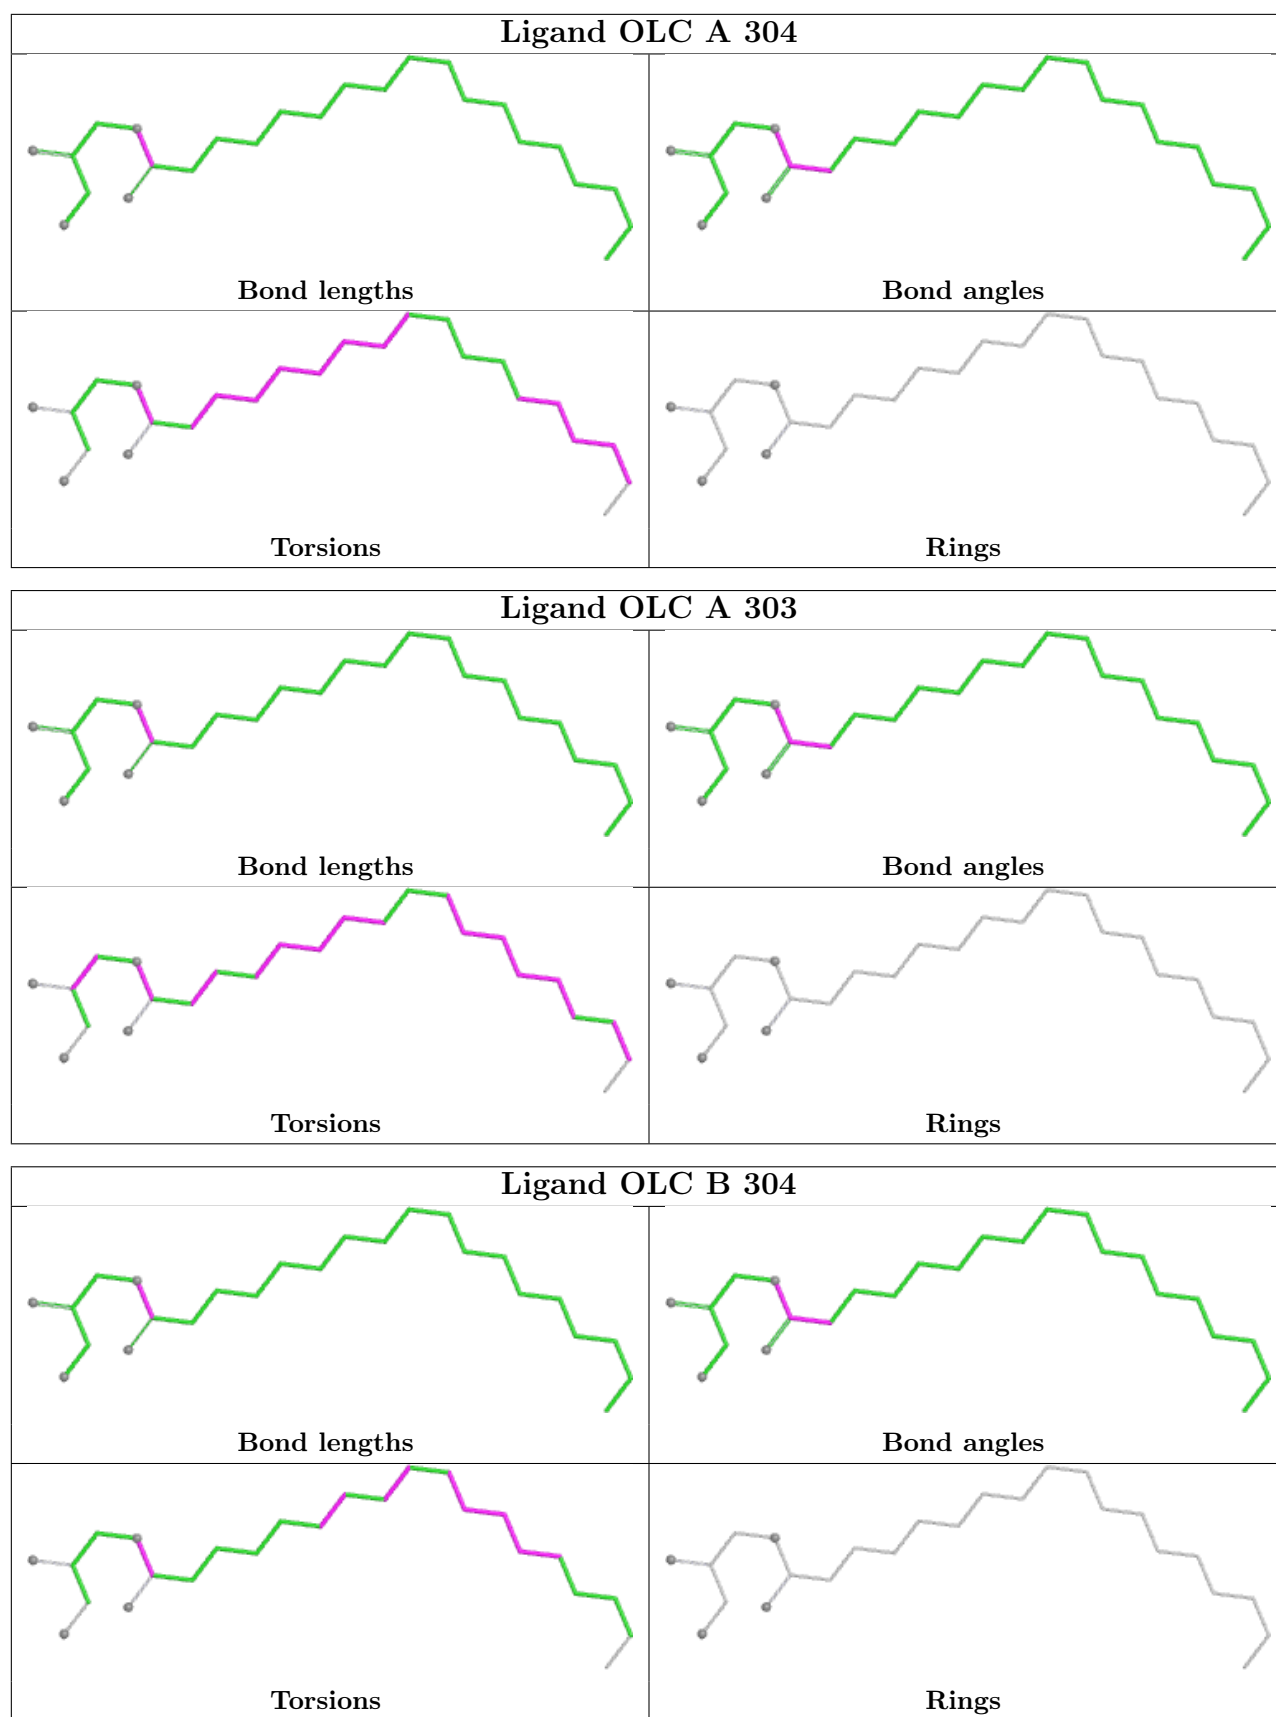 Ligand OLC A 304
Bond lengths
Bond angles
Torsions
Rings
Ligand OLC A 303
Bond lengths
Bond angles
Torsions
Rings
Ligand OLC B 304
Bond lengths
Bond angles
Torsions
Rings